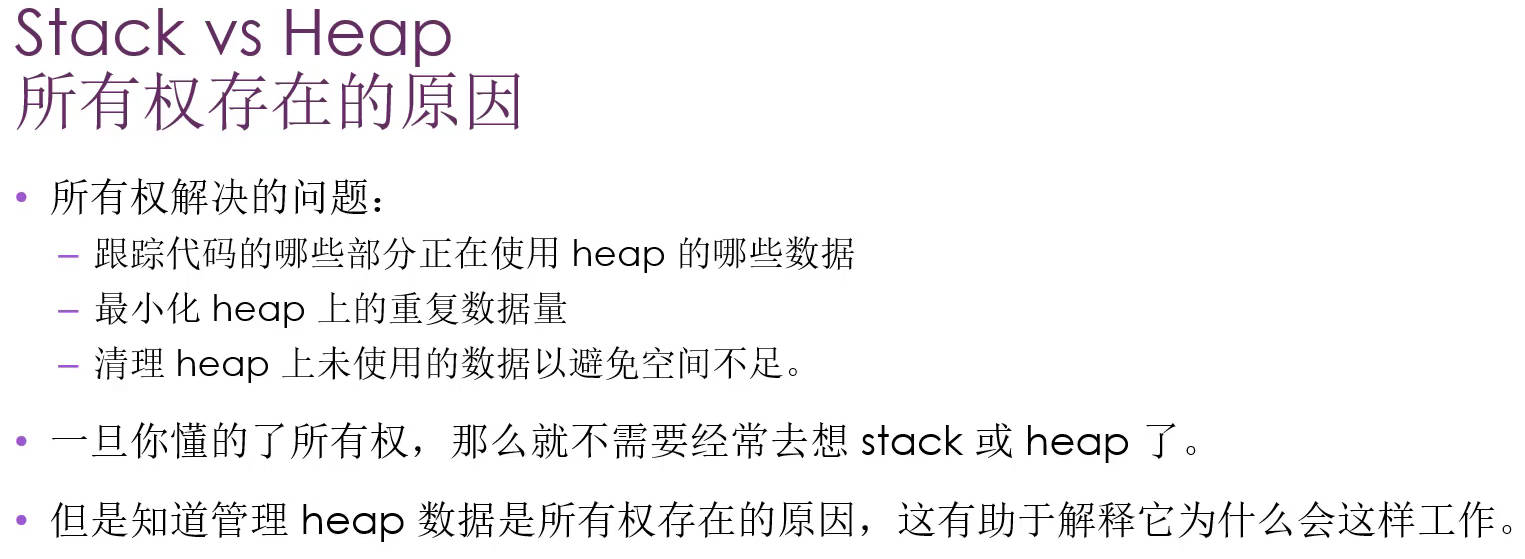 Stack vs Heap
所有权存在的原因
• 所有权解决的问题：
– 跟踪代码的哪些部分正在使用 heap 的哪些数据
– 最小化 heap 上的重复数据量
– 清理 heap 上未使用的数据以避免空间不足。
• 一旦你懂的了所有权，那么就不需要经常去想 stack 或 heap 了。
• 但是知道管理 heap 数据是所有权存在的原因，这有助于解释它为什么会这样工作。